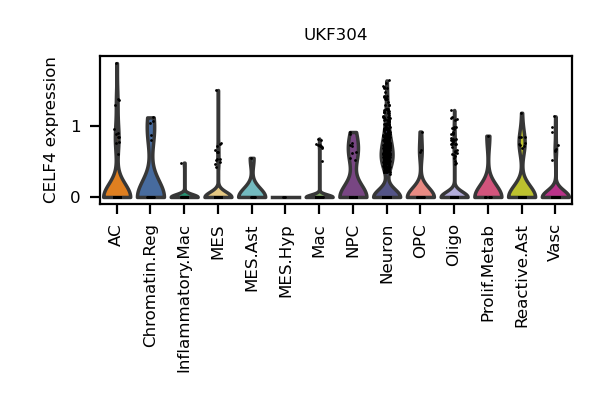 UKF304
CELF4 expression
1
0
AC
Chromatin.Reg
Inflammatory.Mac
MES
MES.Ast
MES.Hyp
Mac
NPC
Neuron
OPC
Oligo
Prolif.Metab
Reactive.Ast
Vasc